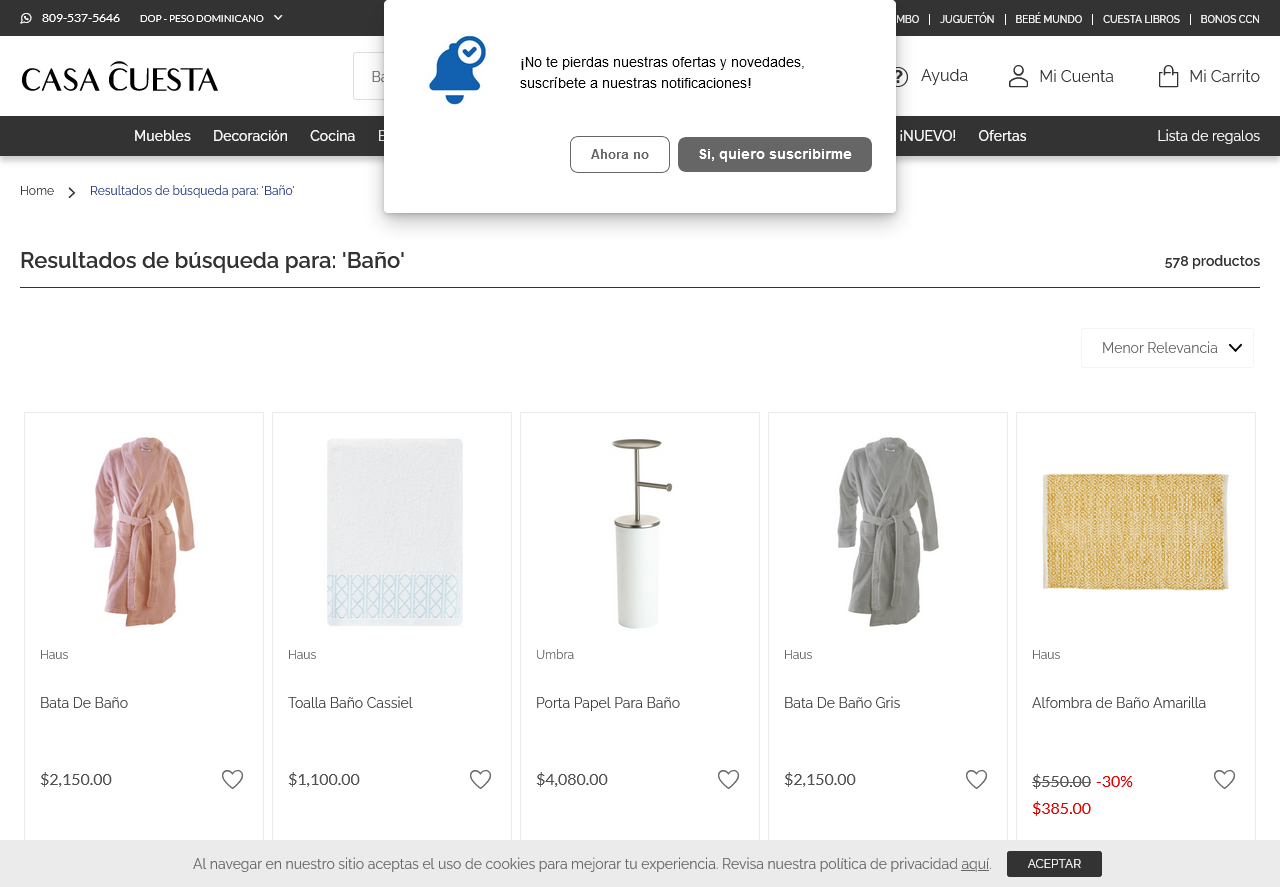 809-537-5646
DOP - PESO DOMINICANO
JUGUETÓN
BEBÉ MUNDO
CUESTA LIBROS
BONOS CCN
¡No te pierdas nuestras ofertas y novedades,
suscríbete a nuestras notificaciones!
Ahora no
Si, quiero suscribirme
CASA CUESTA
Ayuda
Mi Cuenta
Mi Carrito
Muebles
Decoración
Cocina
¡NUEVO!
Ofertas
Lista de regalos
Home
Resultados de búsqueda para: 'Baño'
Resultados de búsqueda para: 'Baño'
578 productos
Menor Relevancia
Haus
Bata De Baño
$2,150.00
Haus
Toalla Baño Cassiel
$1,100.00
Umbra
Porta Papel Para Baño
$4,080.00
Haus
Bata De Baño Gris
$2,150.00
Haus
Alfombra de Baño Amarilla
$550.00 -30%
$385.00
Al navegar en nuestro sitio aceptas el uso de cookies para mejorar tu experiencia. Revisa nuestra política de privacidad aquí.
ACEPTAR